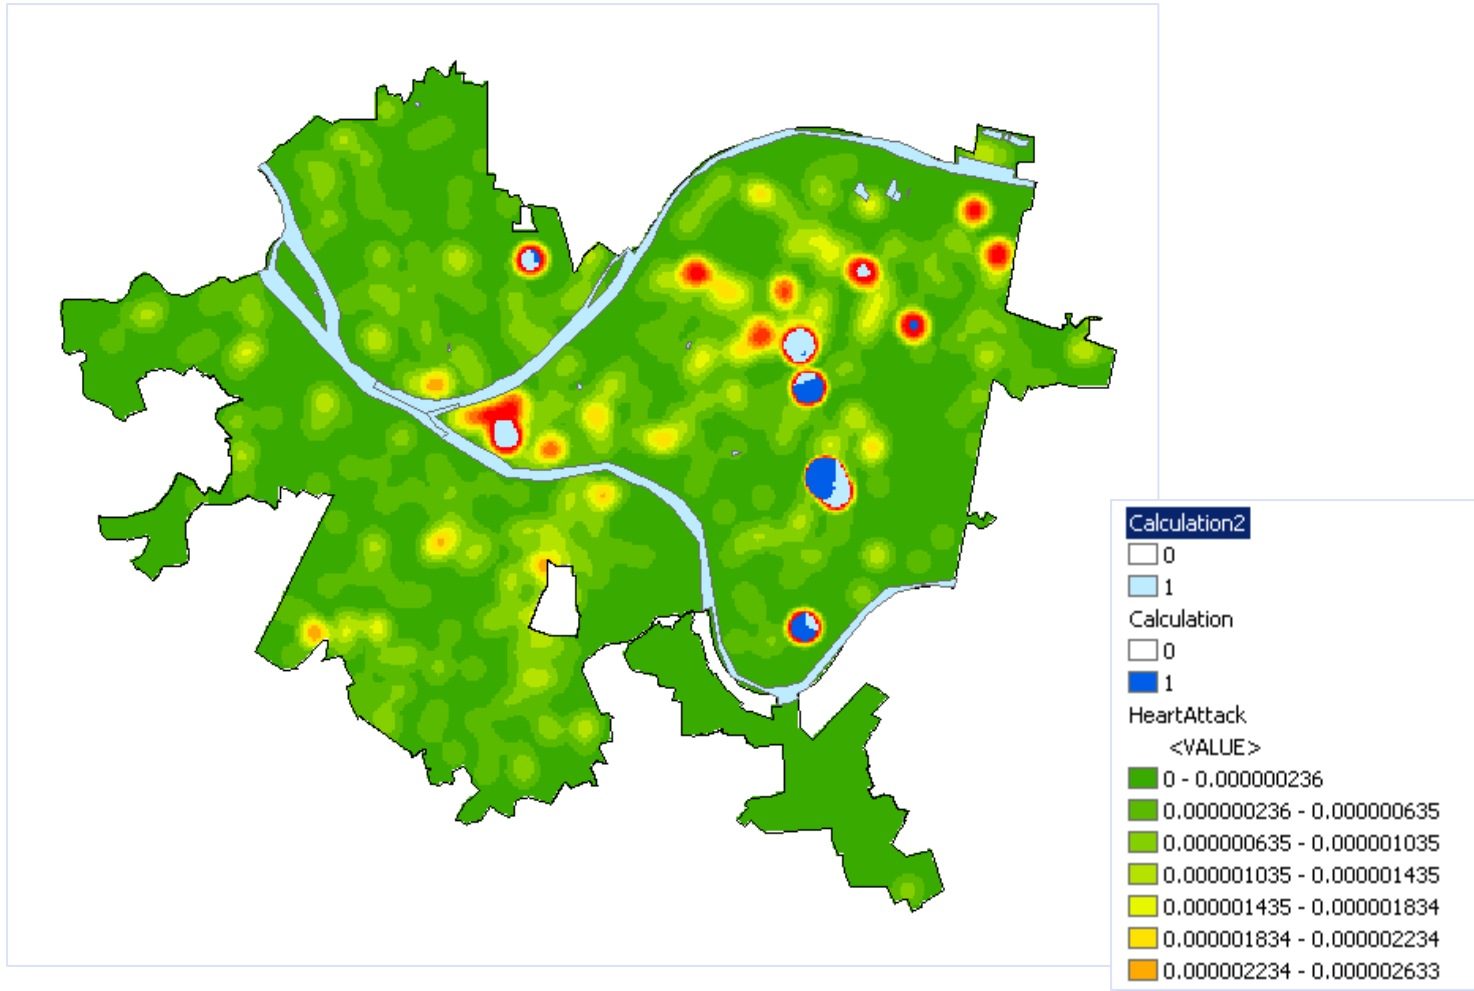 Calculation2
0
1
Calculation
0
1
HeartAttack
<VALUE>
0 - 0.000000236
0.000000236 - 0.000000635
0.000000635 - 0.000001035
0.000001035 - 0.000001435
0.000001435 - 0.000001834
0.000001834 - 0.000002234
0.000002234 - 0.000002633